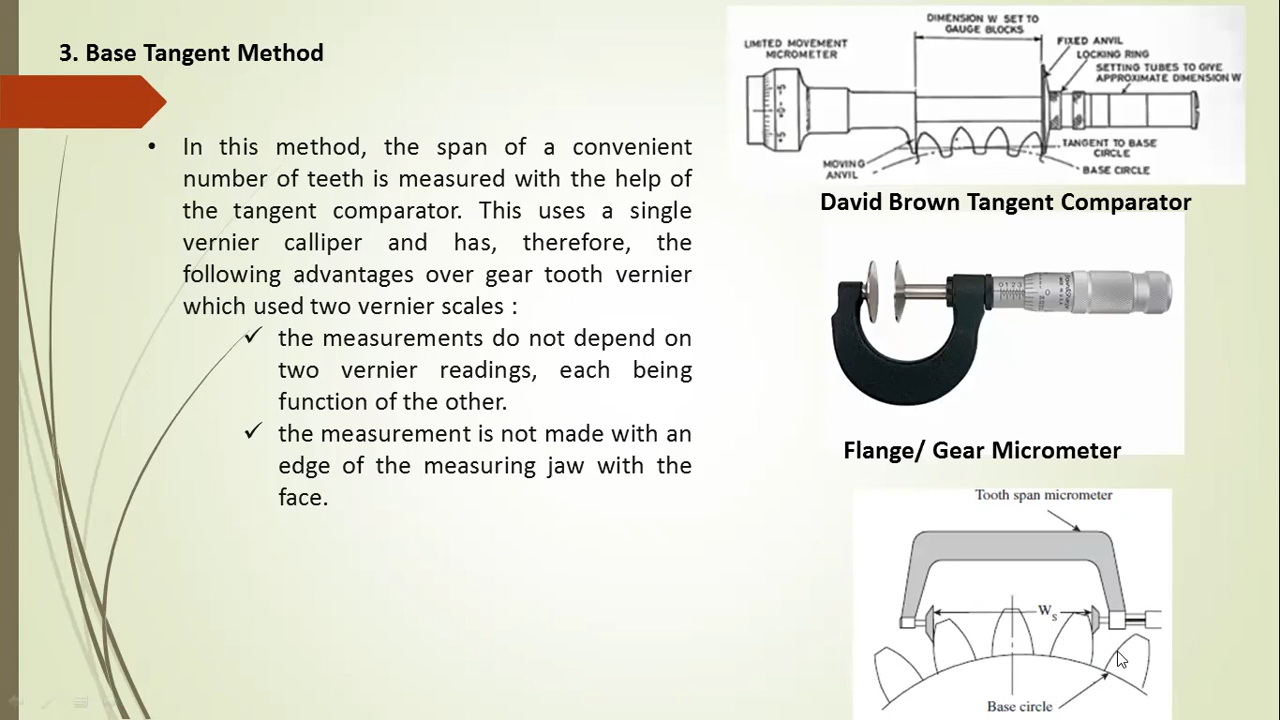 3. Base Tangent Method
• In this method, the span of a convenient
number of teeth is measured with the help of
the tangent comparator. This uses a single
vernier calliper and has, therefore, the
following advantages over gear tooth vernier
which used two vernier scales :
✓ the measurements do not depend on
two vernier readings, each being
function of the other.
✓ the measurement is not made with an
edge of the measuring jaw with the
face.
DIMENSION W SET TO
GAUGE BLOCKS
LIMITED MOVEMENT
MICROMETER
FIXED ANVIL
LOCKING RING
SETTING TUBES TO GIVE
APPROXIMATE DIMENSION W
TANGENT TO BASE
CIRCLE
MOVING
ANVIL
BASE CIRCLE
David Brown Tangent Comparator
Flange/ Gear Micrometer
Tooth span micrometer
Ws
Base circle